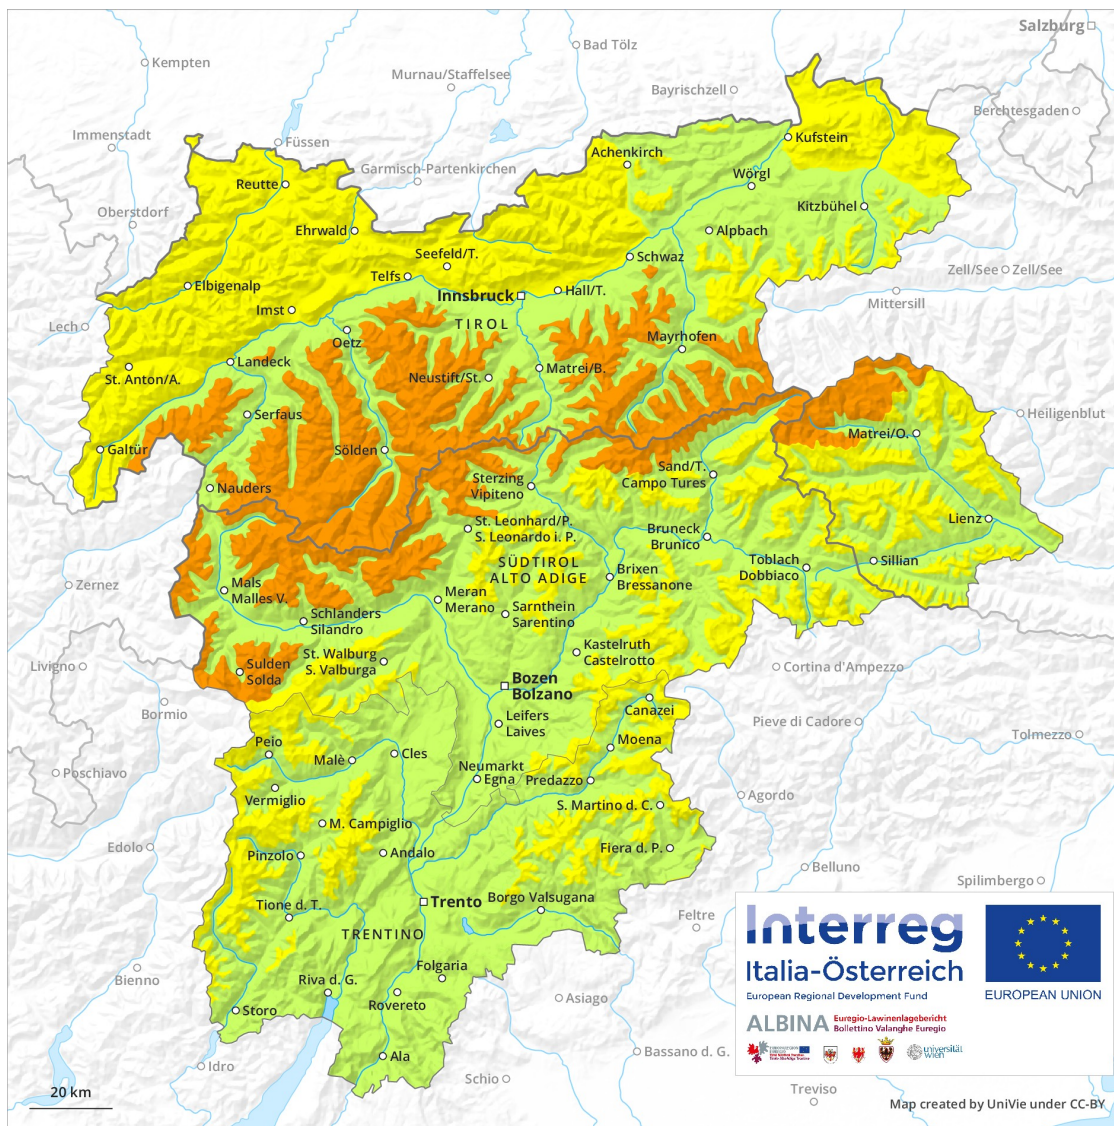 Salzburg
Bad Tölz
Kempten
Murnau/Staffelsee
Bayrischzell
Berchtesgaden
Immenstadt
Füssen
Kufstein
Achenkirch
Garmisch-Partenkirchen
Wörgl
Reutte
Kitzbühel
Oberstdorf
Ehrwald
Alpbach
Seefeld/T.
Schwaz
Telfs
Zell/See
Zell/See
Elbigenalp
Innsbruck
Hall/T.
Mittersill
Imst
TIROL
Lech
Mayrhofen
Oetz
Landeck
Matrei/B.
St. Anton/A.
Neustift/St.
Serfaus
Heiligenblut
Matrei/O.
Galtür
Sölden
Sand/T.
Campo Tures
Sterzing
Vipiteno
Nauders
Lienz
St. Leonhard/P.
S. Leonardo i. P.
Bruneck
Brunico
SÜDTIROL
ALTO ADIGE
Toblach
Dobbiaco
Sillian
Brixen
Bressanone
Zernez
Mals
Malles V.
Meran
Merano
Schlanders
Silandro
Sarnthein
Sarentino
Kastelruth
Castelrotto
St. Walburg
S. Valburga
Livigno
Sulden
Solda
Cortina d'Ampezzo
Bozen
Bolzano
Bormio
Canazei
Leifers
Laives
Pieve di Cadore
Tolmezzo
Peio
Moena
Malè
Cles
Poschiavo
Neumarkt
Egna
Predazzo
Vermiglio
Agordo
S. Martino d. C.
M. Campiglio
Edolo
Pinzolo
Andalo
Fiera d. P.
Belluno
Spilimbergo
Trento
Borgo Valsugana
Tione d. T.
Feltre
TRENTINO
Interreg
Folgaria
Italia-Österreich
Bienno
Riva d. G.
European Regional Development Fund
EUROPEAN UNION
Rovereto
Asiago
Storo
ALBINA
Euregio-Lawinenlagebericht
Bollettino Valanghe Euregio
Ala
Bassano d. G.
universität
wien
Idro
Schio
20 km
Treviso
Map created by UniVie under CC-BY